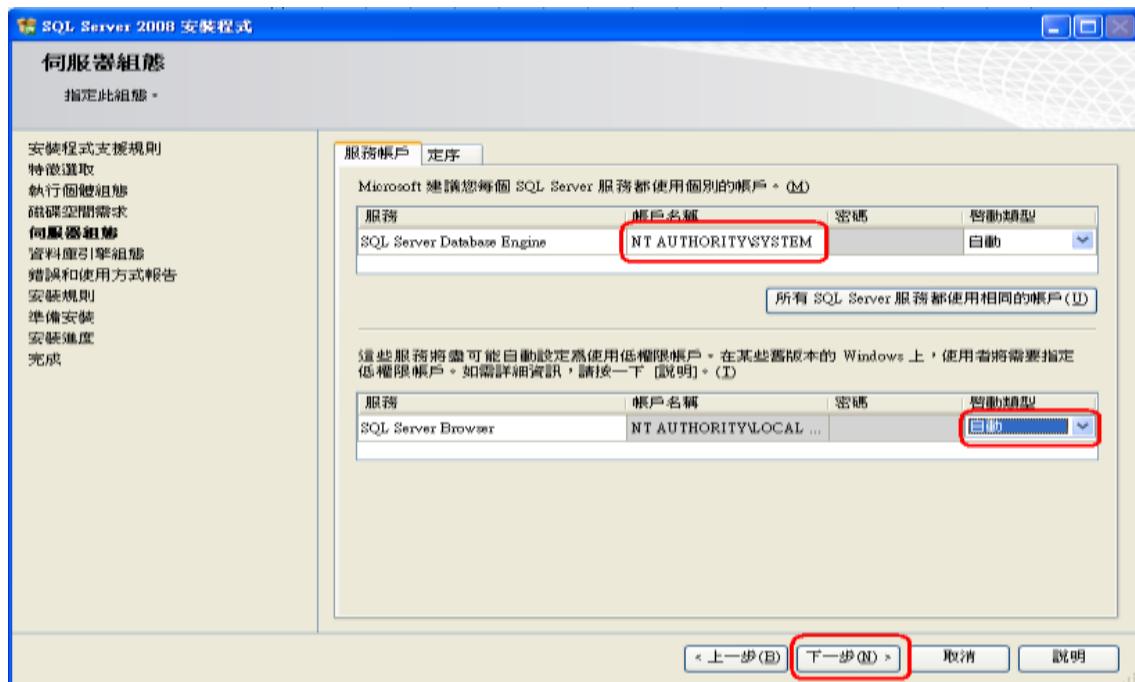 SQL Server 2008 安裝程式
伺服器組態
指定此組態。
安裝程式支援規則
特徵選取
執行個體組態
磁碟空間需求
伺服器組態
資料庫引擎組態
錯誤和使用方式報告
安裝規則
準備安裝
安裝進度
完成
服務帳戶 定序
Microsoft 建議您每個 SQL Server 服務都使用個別的帳戶。(M)
服務 帳戶名稱 密碼 啟動類型
SQL Server Database Engine NT AUTHORITY\SYSTEM 自動
所有 SQL Server 服務都使用相同的帳戶(U)
這些服務將盡可能自動設定為使用低權限帳戶。在某些舊版本的 Windows 上，使用者將需要指定
低權限帳戶。如需詳細資訊，請按一下 [說明]。(I)
服務 帳戶名稱 密碼 啟動類型
SQL Server Browser NT AUTHORITY\LOCAL ... 自動
< 上一步(B) 下一步(N) > 取消 說明